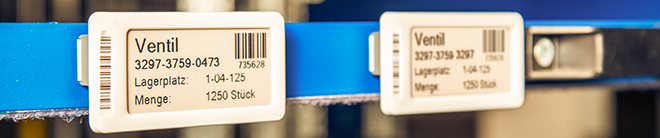 Ventil
3297-3759-0473
735628
Lagerplatz: 1-04-125
Menge: 1250 Stück
Ventil
3297-3759-3297
735628
Lagerplatz: 1-04-125
Menge: 1250 Stück